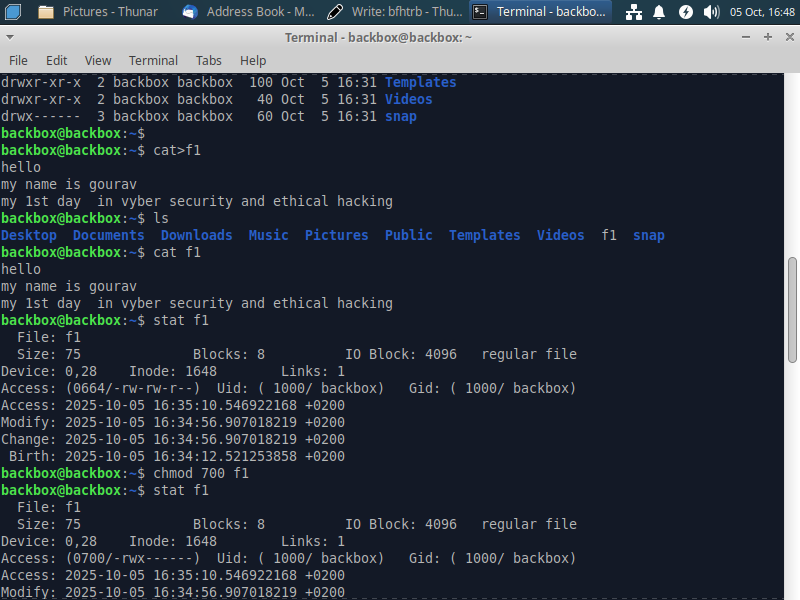 Pictures - Thunar Address Book - M... Write: bfhtrb - Thu... Terminal - backbo... 05 Oct, 16:48
Terminal - backbox@backbox: ~
File Edit View Terminal Tabs Help
drwxr-xr-x  2 backbox backbox  100 Oct  5 16:31 Templates
drwxr-xr-x  2 backbox backbox   40 Oct  5 16:31 Videos
drwx------  3 backbox backbox   60 Oct  5 16:31 snap
backbox@backbox:~$
backbox@backbox:~$ cat>f1
hello
my name is gourav
my 1st day  in vyber security and ethical hacking
backbox@backbox:~$ ls
Desktop  Documents  Downloads  Music  Pictures  Public  Templates  Videos  f1  snap
backbox@backbox:~$ cat f1
hello
my name is gourav
my 1st day  in vyber security and ethical hacking
backbox@backbox:~$ stat f1
  File: f1
  Size: 75              Blocks: 8          IO Block: 4096   regular file
Device: 0,28    Inode: 1648        Links: 1
Access: (0664/-rw-rw-r--)  Uid: ( 1000/ backbox)   Gid: ( 1000/ backbox)
Access: 2025-10-05 16:35:10.546922168 +0200
Modify: 2025-10-05 16:34:56.907018219 +0200
Change: 2025-10-05 16:34:56.907018219 +0200
 Birth: 2025-10-05 16:34:12.521253858 +0200
backbox@backbox:~$ chmod 700 f1
backbox@backbox:~$ stat f1
  File: f1
  Size: 75              Blocks: 8          IO Block: 4096   regular file
Device: 0,28    Inode: 1648        Links: 1
Access: (0700/-rwx------)  Uid: ( 1000/ backbox)   Gid: ( 1000/ backbox)
Access: 2025-10-05 16:35:10.546922168 +0200
Modify: 2025-10-05 16:34:56.907018219 +0200